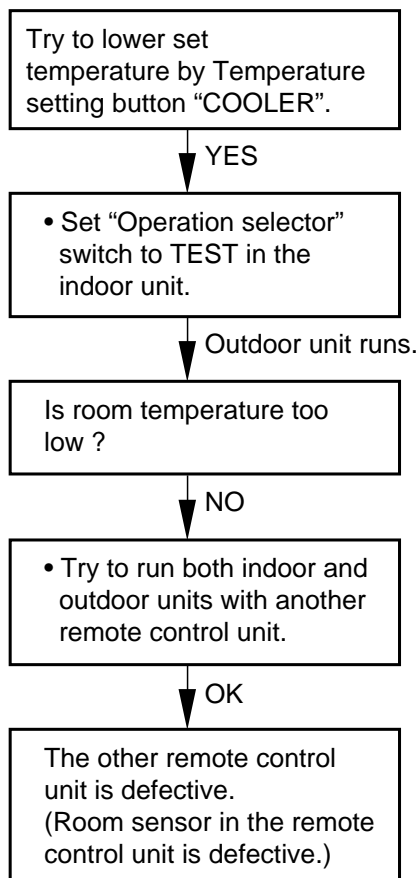 Try to lower set
temperature by Temperature
setting button “COOLER”.
YES
• Set “Operation selector”
switch to TEST in the
indoor unit.
Outdoor unit runs.
Is room temperature too
low ?
NO
• Try to run both indoor and
outdoor units with another
remote control unit.
OK
The other remote control
unit is defective.
(Room sensor in the remote
control unit is defective.)